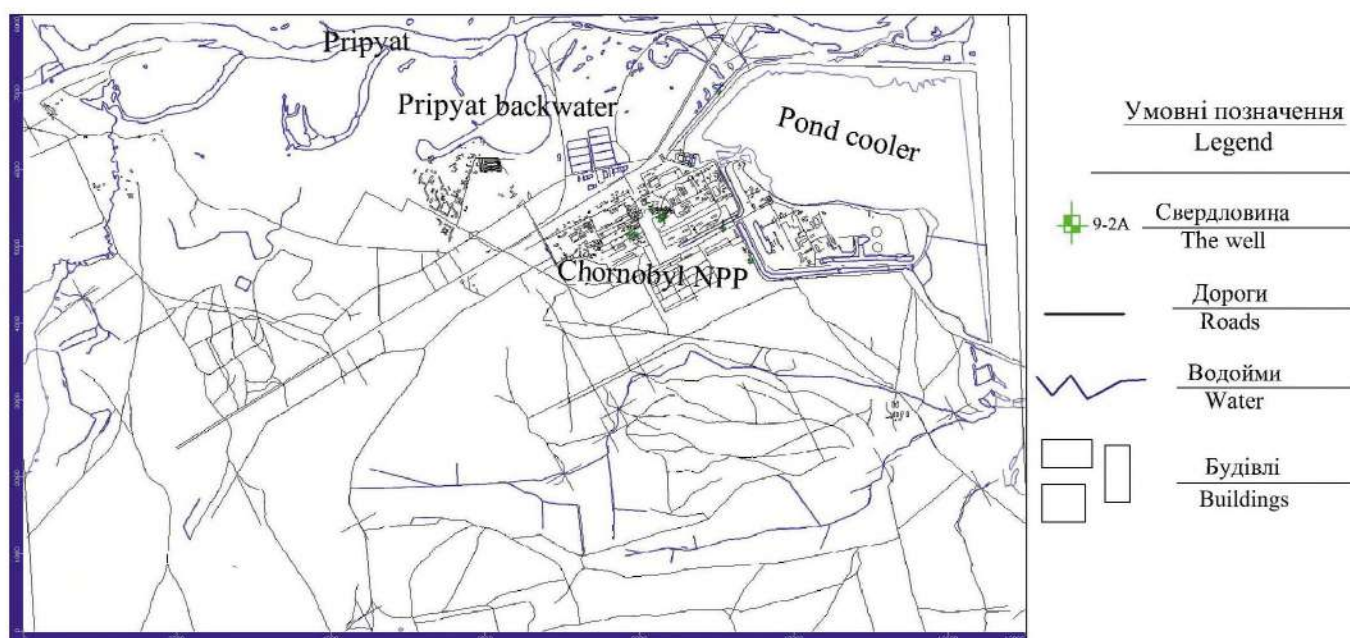 Pripyat
Pripyat backwater
Pond cooler
Chornobyl NPP
Умовні позначення
Legend
9-2А
Свердловина
The well
Дороги
Roads
Водойми
Water
Будівлі
Buildings